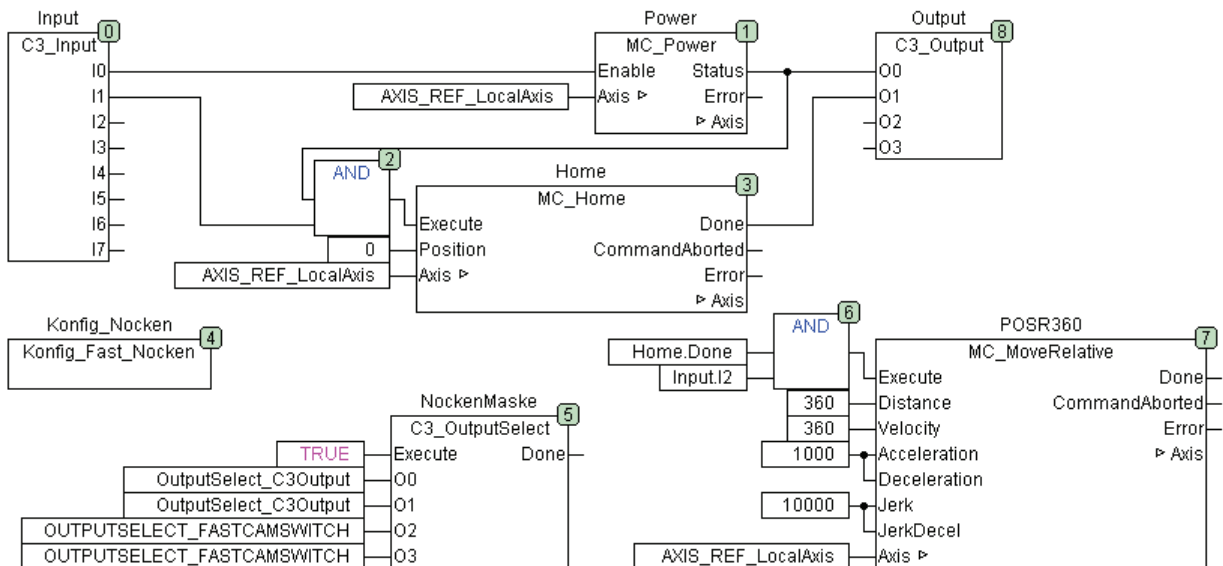 Input
0
C3_Input
I0
I1
I2
I3
I4
I5
I6
I7
Power
1
MC_Power
Enable Status
AXIS_REF_LocalAxis Axis Error
Axis
Output
8
C3_Output
O0
O1
O2
O3
2
AND
Home
3
MC_Home
Execute Done
0 Position CommandAborted
AXIS_REF_LocalAxis Axis Error
Axis
Konfig_Nocken
4
Konfig_Fast_Nocken
NockenMaske
5
C3_OutputSelect
TRUE Execute Done
OutputSelect_C3Output O0
OutputSelect_C3Output O1
OUTPUTSELECT_FASTCAMSWITCH O2
OUTPUTSELECT_FASTCAMSWITCH O3
6
AND
Home.Done
Input.I2
POSR360
7
MC_MoveRelative
Execute Done
360 Distance CommandAborted
360 Velocity Error
1000 Acceleration Axis
Deceleration
10000 Jerk
JerkDecel
AXIS_REF_LocalAxis Axis